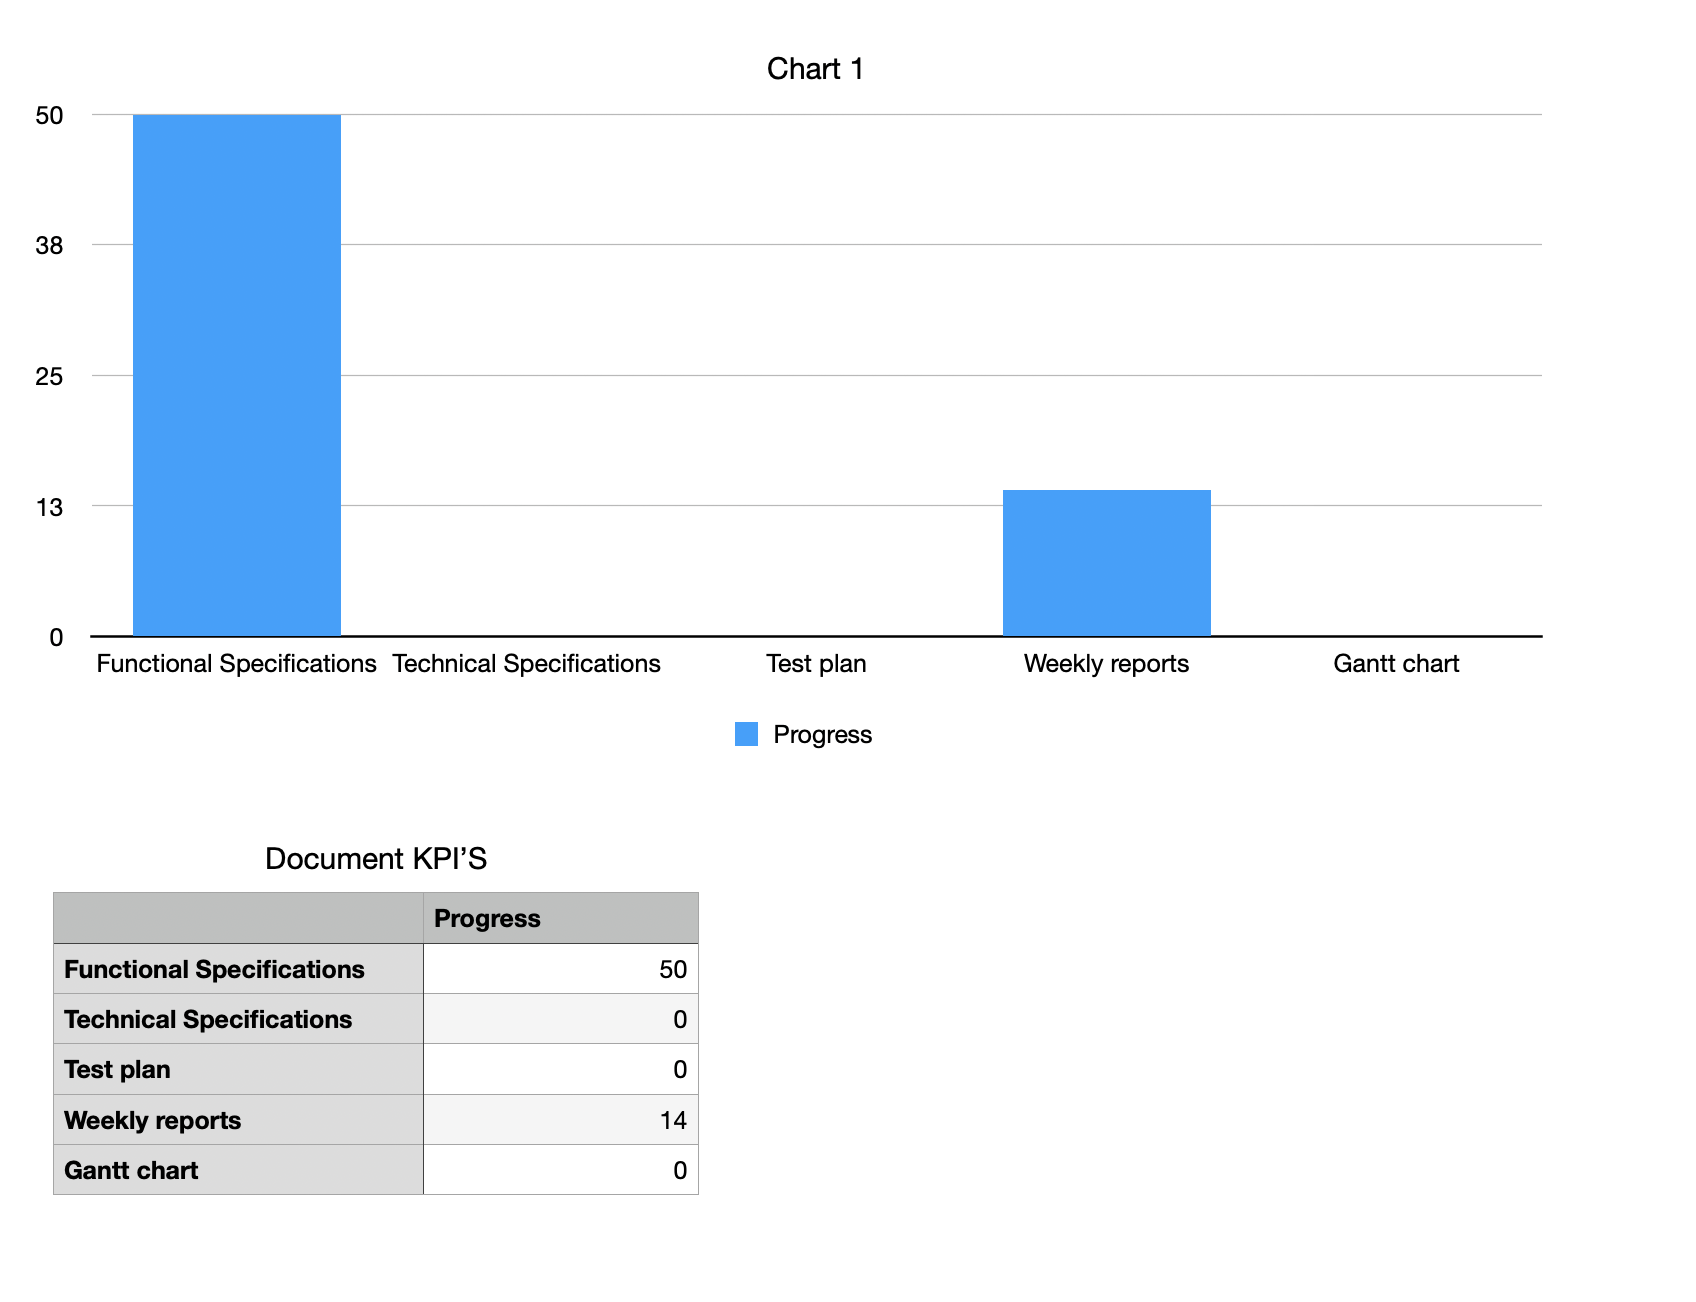 Chart 1
50
38
25
13
0
Functional Specifications Technical Specifications Test plan Weekly reports Gantt chart
Progress
Document KPI’S
Progress
Functional Specifications 50
Technical Specifications 0
Test plan 0
Weekly reports 14
Gantt chart 0